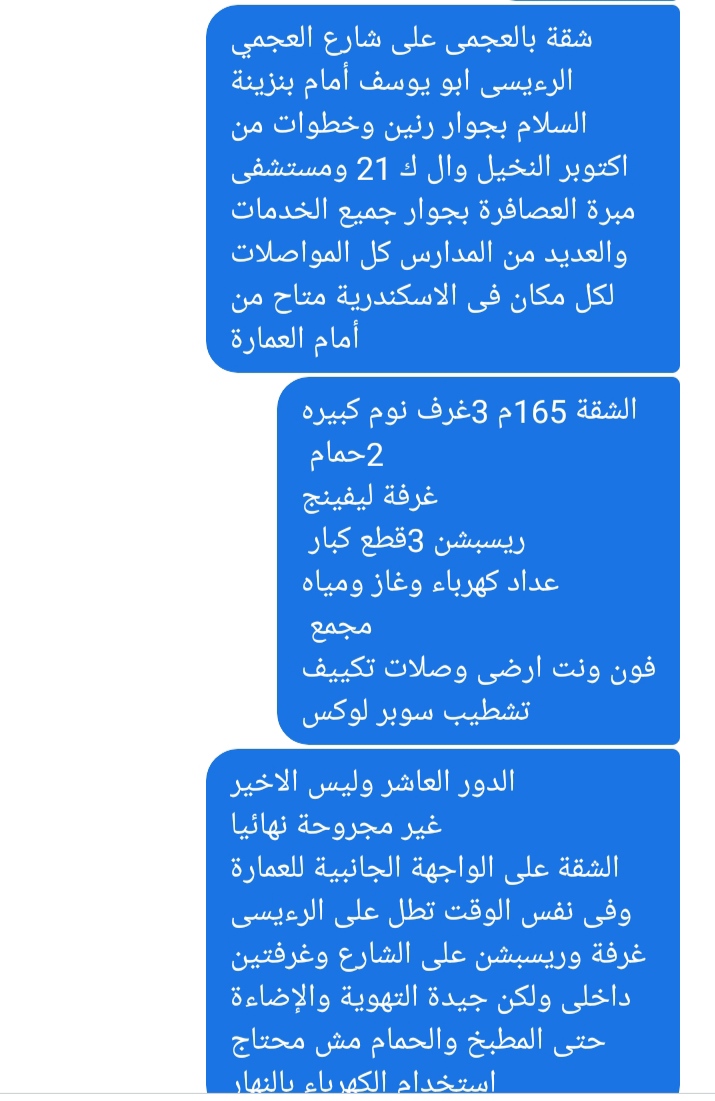 شقة بالعجمى على شارع العجمي
الرءيسى ابو يوسف أمام بنزينة
السلام بجوار رنين وخطوات من
اكتوبر النخيل وال ك 21 ومستشفى
مبرة العصافرة بجوار جميع الخدمات
والعديد من المدارس كل المواصلات
لكل مكان فى الاسكندرية متاح من
أمام العمارة
الشقة 165م 3غرف نوم كبيره
2حمام
غرفة ليفينج
ريسبشن 3قطع كبار
عداد كهرباء وغاز ومياه
مجمع
فون ونت ارضى وصلات تكييف
تشطيب سوبر لوكس
الدور العاشر وليس الاخير
غير مجروحة نهائيا
الشقة على الواجهة الجانبية للعمارة
وفى نفس الوقت تطل على الرءيسى
غرفة وريسبشن على الشارع وغرفتين
داخلى ولكن جيدة التهوية والإضاءة
حتى المطبخ والحمام مش محتاج
استخدام الكهرباء بالنهار